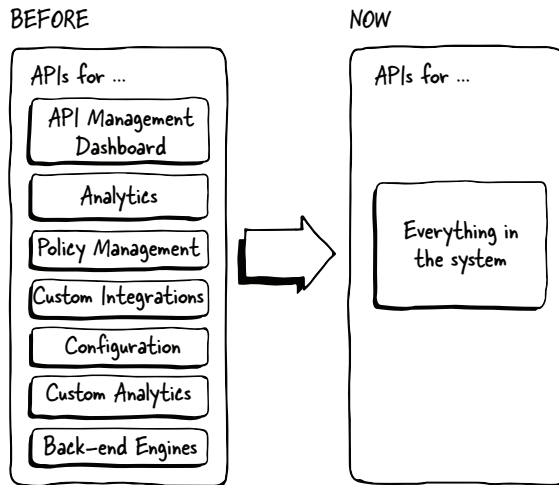 BEFORE
APIs for ...
API Management
Dashboard
Analytics
Policy Management
Custom Integrations
Configuration
Custom Analytics
Back-end Engines
NOW
APIs for ...
Everything in
the system